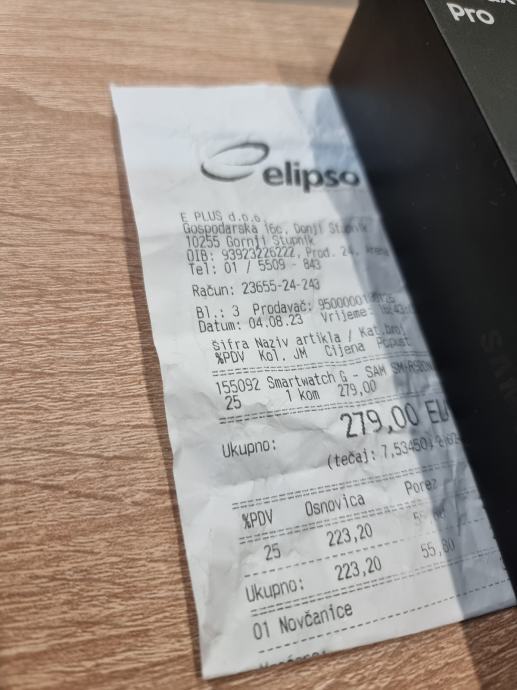 Pro
elipso
E PLUS d.o.o.
Gospodarska 16c, Donji Stupnik
10255 Gornji Stupnik
OIB: 93923226222, Prod. 24, Arena
Tel: 01 / 5509 - 843
Račun: 23655-24-243
Bl.: 3 Prodavač:
Datum: 04.08.23 Vrijeme:
Šifra Naziv artikla / Kat.broj
%PDV Kol. JM Cijena Popust
155092 Smartwatch G - SAM
25 1 kom 279,00
Ukupno: 279,00
(tečaj: 7,53450
%PDV Osnovica Porez
25 223,20
Ukupno: 223,20 55,80
01 Novčanice